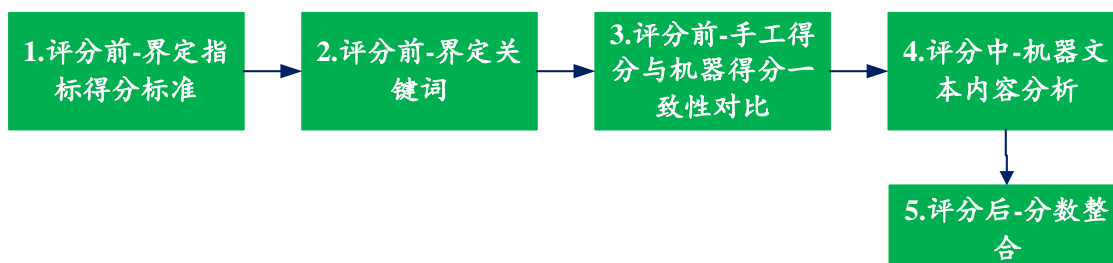 1.评分前-界定指
标得分标准
2.评分前-界定关
键词
3.评分前-手工得
分与机器得分一
致性对比
4.评分中-机器文
本内容分析
5.评分后-分数整
合